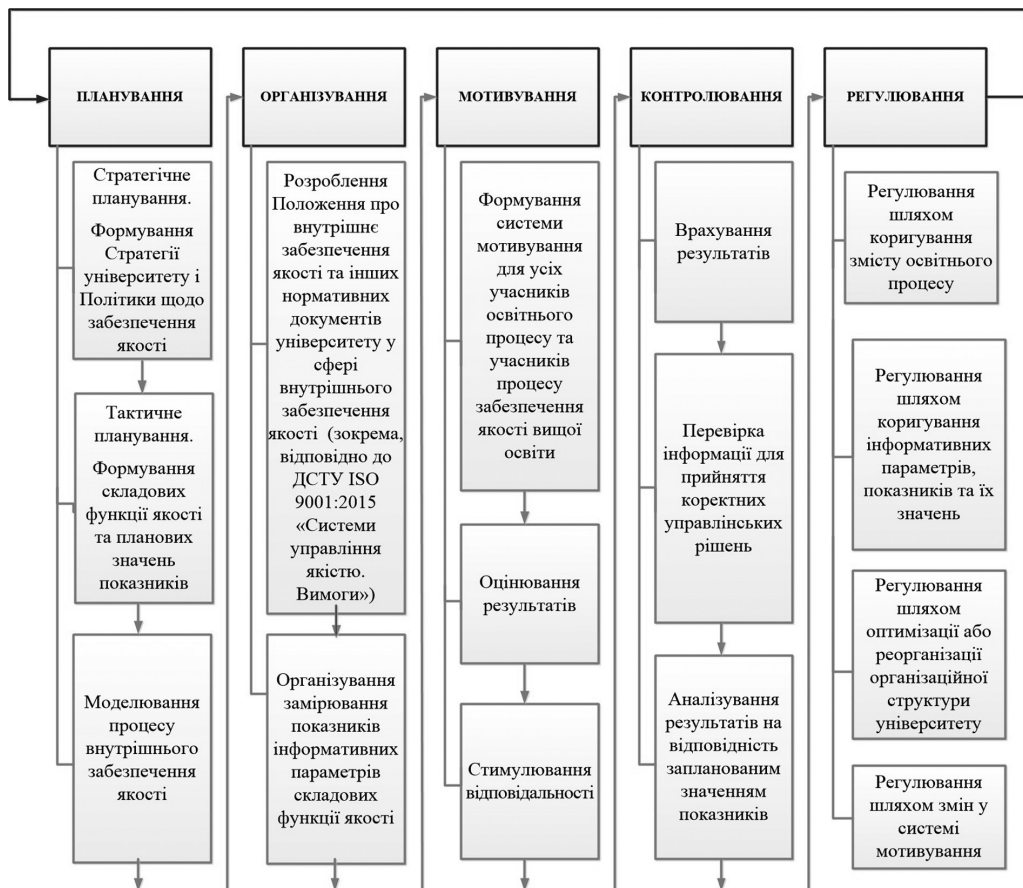 ПЛАНУВАННЯ
Стратегічне
планування.
Формування
Стратегії
університету і
Політики щодо
забезпечення
якості
Тактичне
планування.
Формування
складових
функції якості
та планових
значень
показників
Моделювання
процесу
внутрішнього
забезпечення
якості
ОРГАНІЗУВАННЯ
Розроблення
Положення про
внутрішнє
забезпечення
якості та інших
нормативних
документів
університету у
сфері
внутрішнього
забезпечення
якості (зокрема,
відповідно до
ДСТУ ISO
9001:2015
«Системи
управління
якістю.
Вимоги»)
Організування
замірювання
показників
інформативних
параметрів
складових
функції якості
МОТИВУВАННЯ
Формування
системи
мотивування
для усіх
учасників
освітнього
процесу та
учасників
процесу
забезпечення
якості вищої
освіти
Оцінювання
результатів
Стимулювання
відповідальності
КОНТРОЛЮВАННЯ
Врахування
результатів
Перевірка
інформації для
прийняття
коректних
управлінських
рішень
Аналізування
результатів на
відповідність
запланованим
значенням
показників
РЕГУЛЮВАННЯ
Регулювання
шляхом
коригування
змісту освітнього
процесу
Регулювання
шляхом
коригування
інформативних
параметрів,
показників та їх
значень
Регулювання
шляхом
оптимізації або
реорганізації
організаційної
структури
університету
Регулювання
шляхом змін у
системі
мотивування